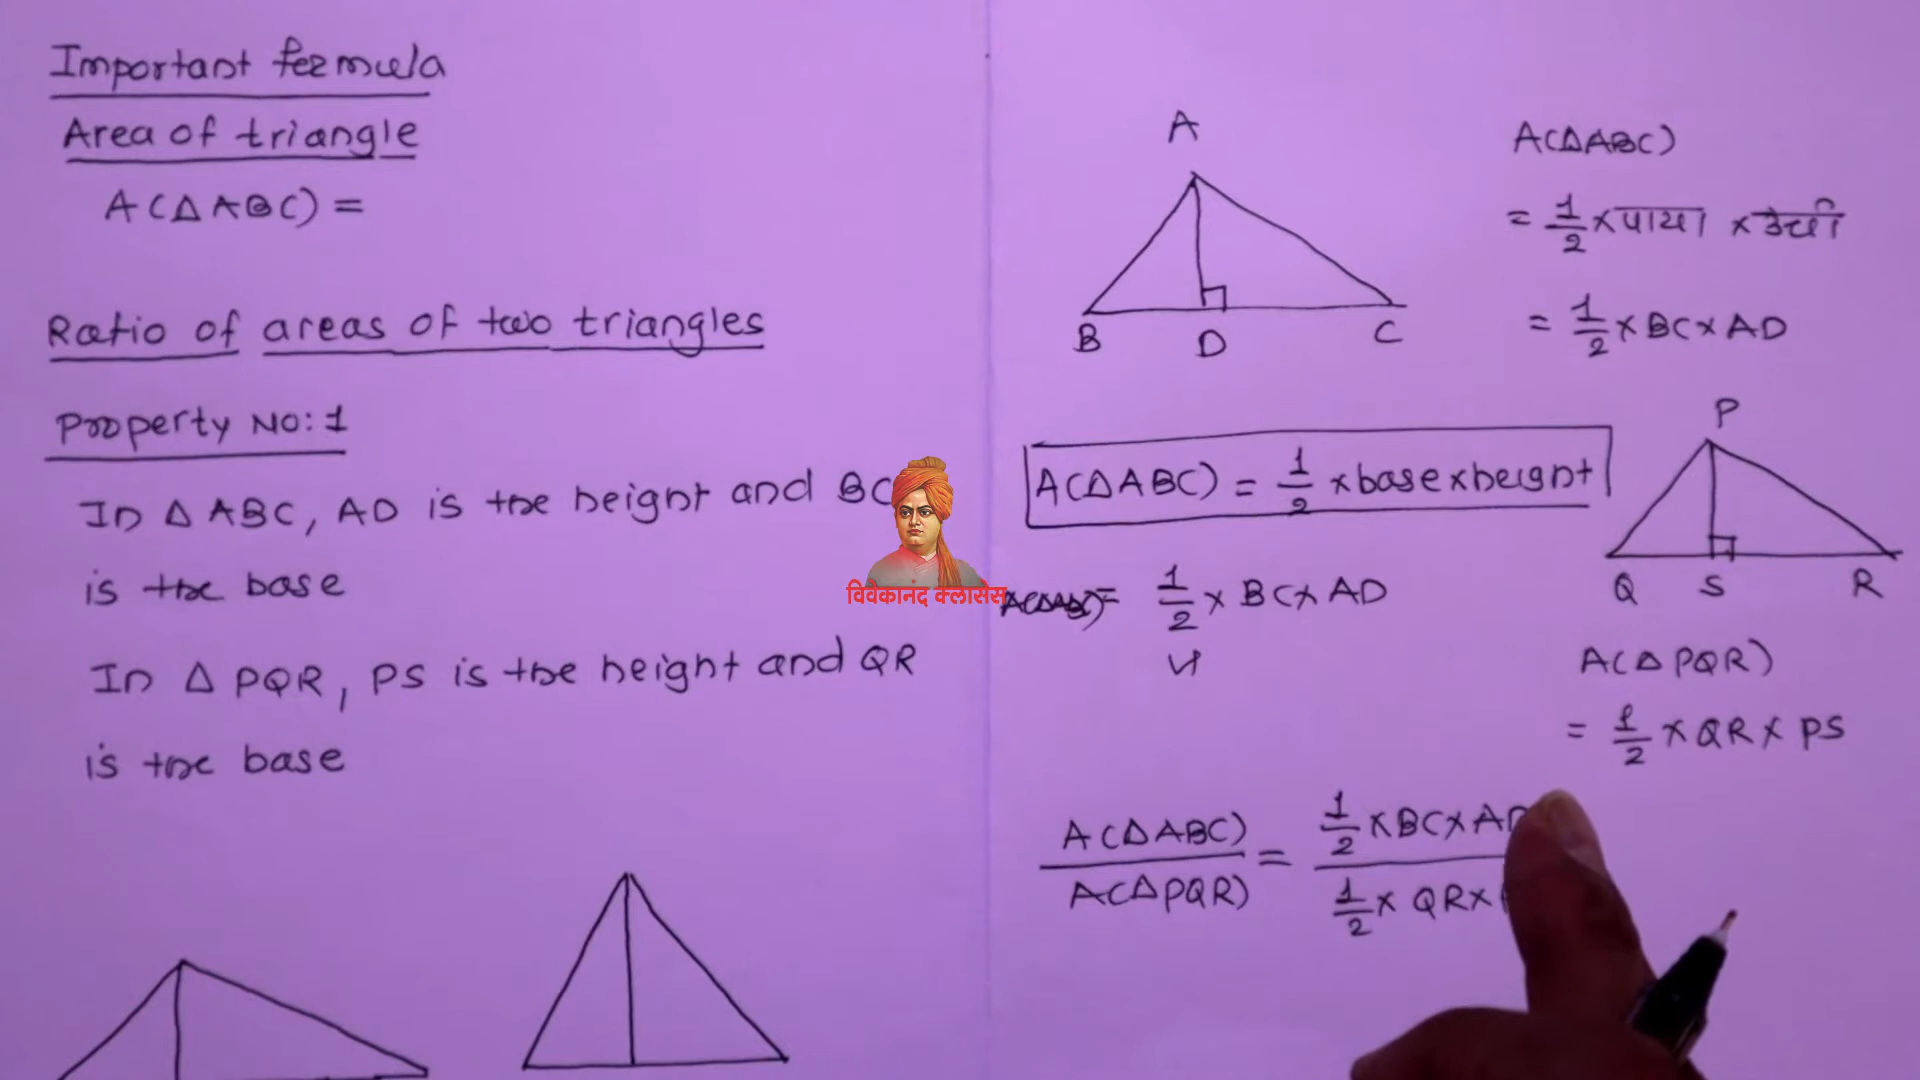 Important formula
Area of triangle
A(△ABC) =
Ratio of areas of two triangles
Property No: 1
In △ ABC, AD is the height and BC
is the base
In △ PQR, PS is the height and QR
is the base
A
B D C
A(△ABC)
= 1/2 × पाया × उंची
= 1/2 × BC × AD
A(△ABC) = 1/2 × base × height
= 1/2 × BC × AD
P
Q S R
A(△PQR)
= 1/2 × QR × PS
A(△ABC) / A(△PQR) = 1/2 × BC × AD / 1/2 × QR ×
विवेकानंद क्लासेस